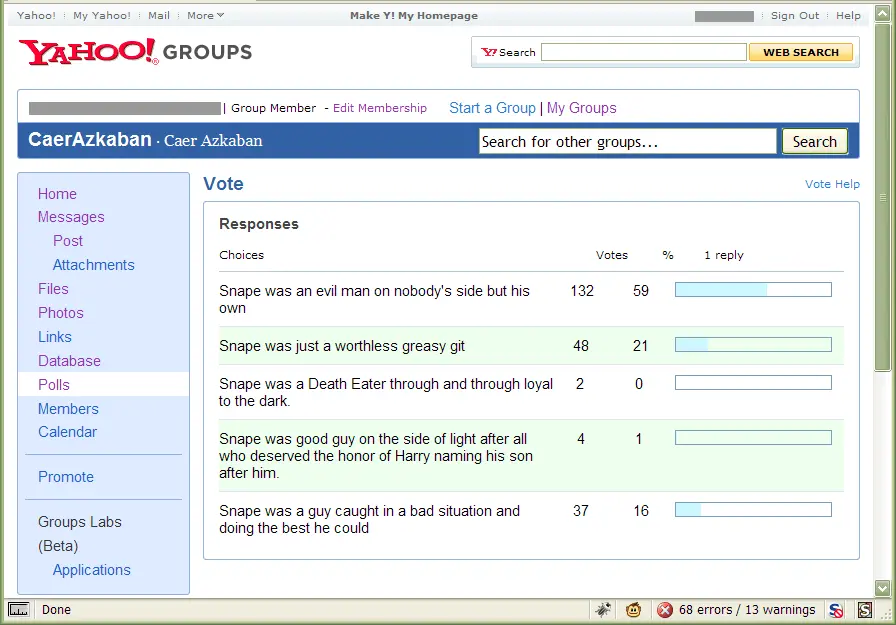 Yahoo! My Yahoo! Mail More Make Y! My Homepage Sign Out Help
YAHOO! GROUPS
Y! Search WEB SEARCH
| Group Member - Edit Membership Start a Group | My Groups
CaerAzkaban · Caer Azkaban Search for other groups... Search
Home
Messages
Post
Attachments
Files
Photos
Links
Database
Polls
Members
Calendar
Promote
Groups Labs
(Beta)
Applications
Vote Vote Help
Responses
Choices Votes % 1 reply
Snape was an evil man on nobody's side but his 132 59
own
Snape was just a worthless greasy git 48 21
Snape was a Death Eater through and through loyal 2 0
to the dark.
Snape was good guy on the side of light after all 4 1
who deserved the honor of Harry naming his son
after him.
Snape was a guy caught in a bad situation and 37 16
doing the best he could
Done 68 errors / 13 warnings